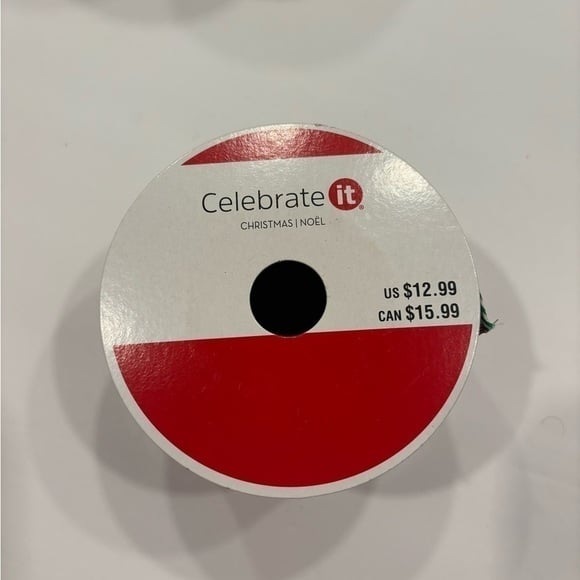 Celebrate it®
CHRISTMAS | NOËL
US $12.99
CAN $15.99